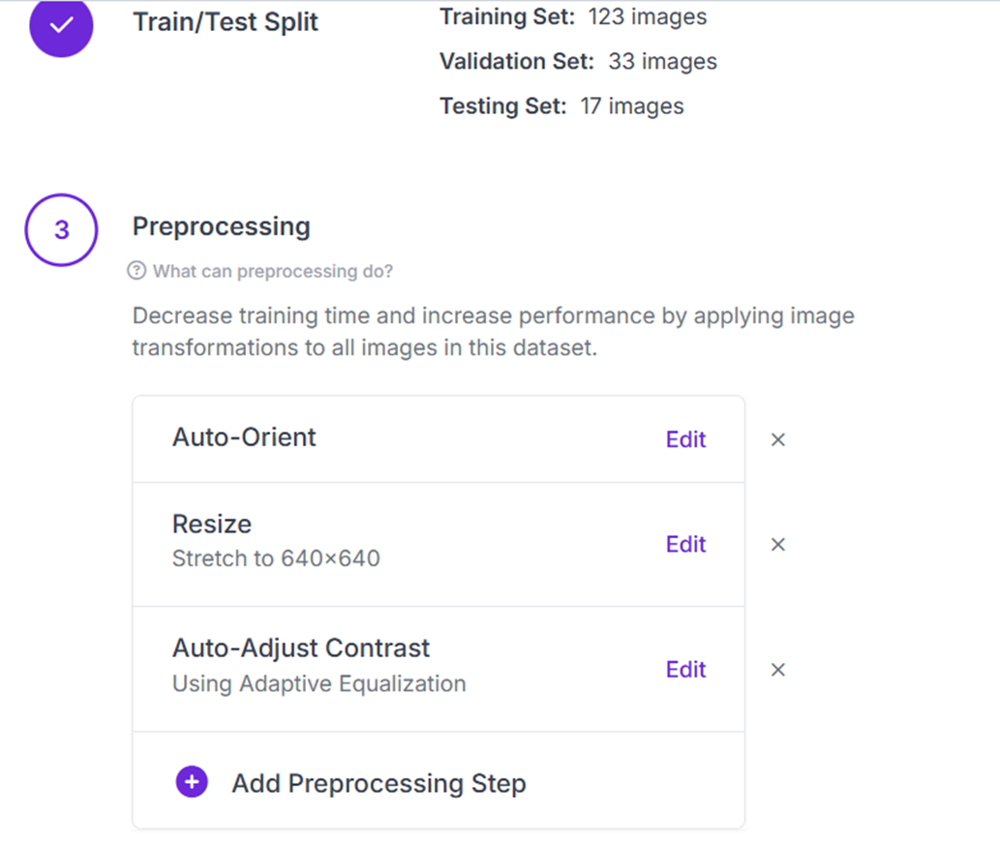 Train/Test Split
Training Set: 123 images
Validation Set: 33 images
Testing Set: 17 images
3
Preprocessing
? What can preprocessing do?
Decrease training time and increase performance by applying image
transformations to all images in this dataset.
Auto-Orient
Edit ×
Resize
Stretch to 640×640
Edit ×
Auto-Adjust Contrast
Using Adaptive Equalization
Edit ×
+ Add Preprocessing Step